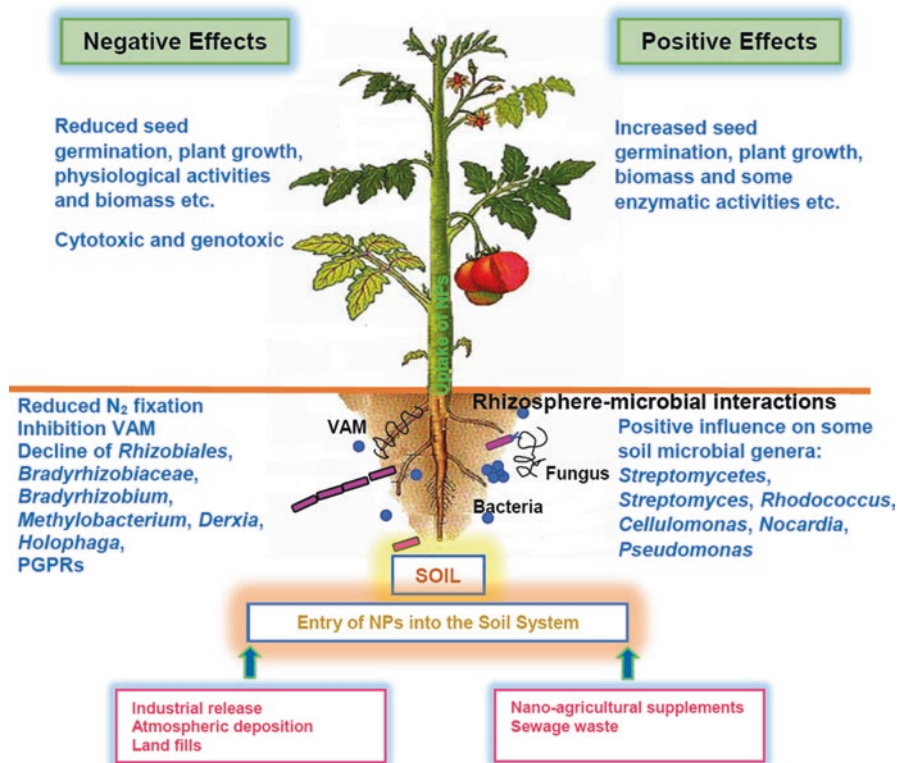 Negative Effects
Positive Effects
Reduced seed
germination, plant growth,
physiological activities
and biomass etc.
Cytotoxic and genotoxic
Increased seed
germination, plant growth,
biomass and some
enzymatic activities etc.
Uptake of NPs
Reduced N₂ fixation
Inhibition VAM
Decline of Rhizobiales,
Bradyrhizobiaceae,
Bradyrhizobium,
Methylobacterium, Derxia,
Holophaga,
PGPRs
VAM
Fungus
Bacteria
Rhizosphere-microbial interactions
Positive influence on some
soil microbial genera:
Streptomycetes,
Streptomyces, Rhodococcus,
Cellulomonas, Nocardia,
Pseudomonas
SOIL
Entry of NPs into the Soil System
Industrial release
Atmospheric deposition
Land fills
Nano-agricultural supplements
Sewage waste